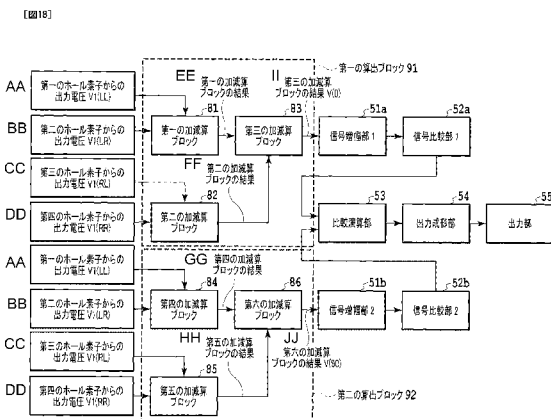 [図18]
第一の算出ブロック 91
AA
第一のホール素子からの
出力電圧 V1(LL)
BB
第二のホール素子からの
出力電圧 V1(LR)
CC
第三のホール素子からの
出力電圧 V1(RL)
DD
第四のホール素子からの
出力電圧 V1(RR)
EE
第一の加減算
ブロックの結果
81
第一の加減算
ブロック
FF
第二の加減算
ブロックの結果
82
第二の加減算
ブロック
II
第三の加減算
ブロックの結果 V(0)
83
第三の加減算
ブロック
51a
信号増幅部 1
52a
信号比較部 1
53
比較演算部
54
出力成形部
55
出力部
AA
第一のホール素子からの
出力電圧 V1(LL)
BB
第二のホール素子からの
出力電圧 V1(LR)
CC
第三のホール素子からの
出力電圧 V1(RL)
DD
第四のホール素子からの
出力電圧 V1(RR)
GG
第四の加減算
ブロックの結果
84
第四の加減算
ブロック
HH
第五の加減算
ブロックの結果
85
第五の加減算
ブロック
86
第六の加減算
ブロック
JJ
第六の加減算
ブロックの結果 V(90)
51b
信号増幅部 2
52b
信号比較部 2
第二の算出ブロック 92